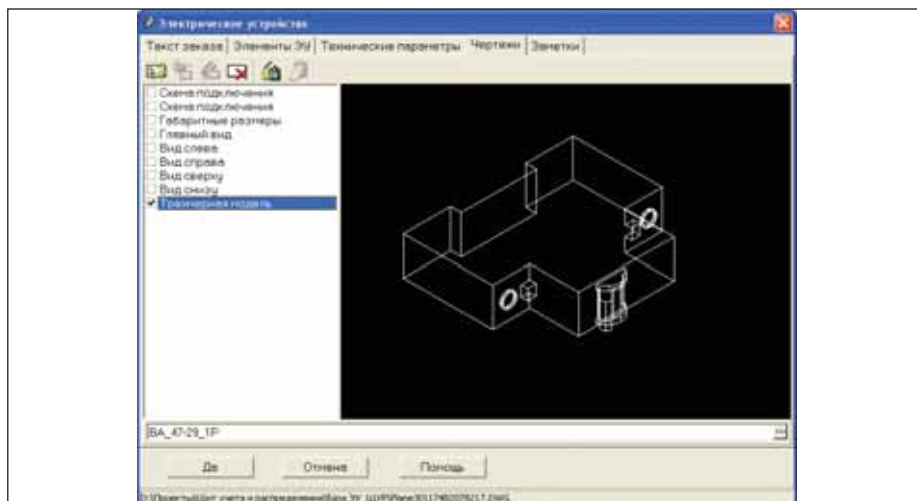 Электрическое устройство
Текст заказа Элементы ЭУ Технические параметры Чертежи Заметки
Схема подключения
Схема подключения
Габаритные размеры
Главный вид
Вид слева
Вид справа
Вид сверху
Вид снизу
Трехмерная модель
ВА_47-29_1Р
...
Да Отмена Помощь